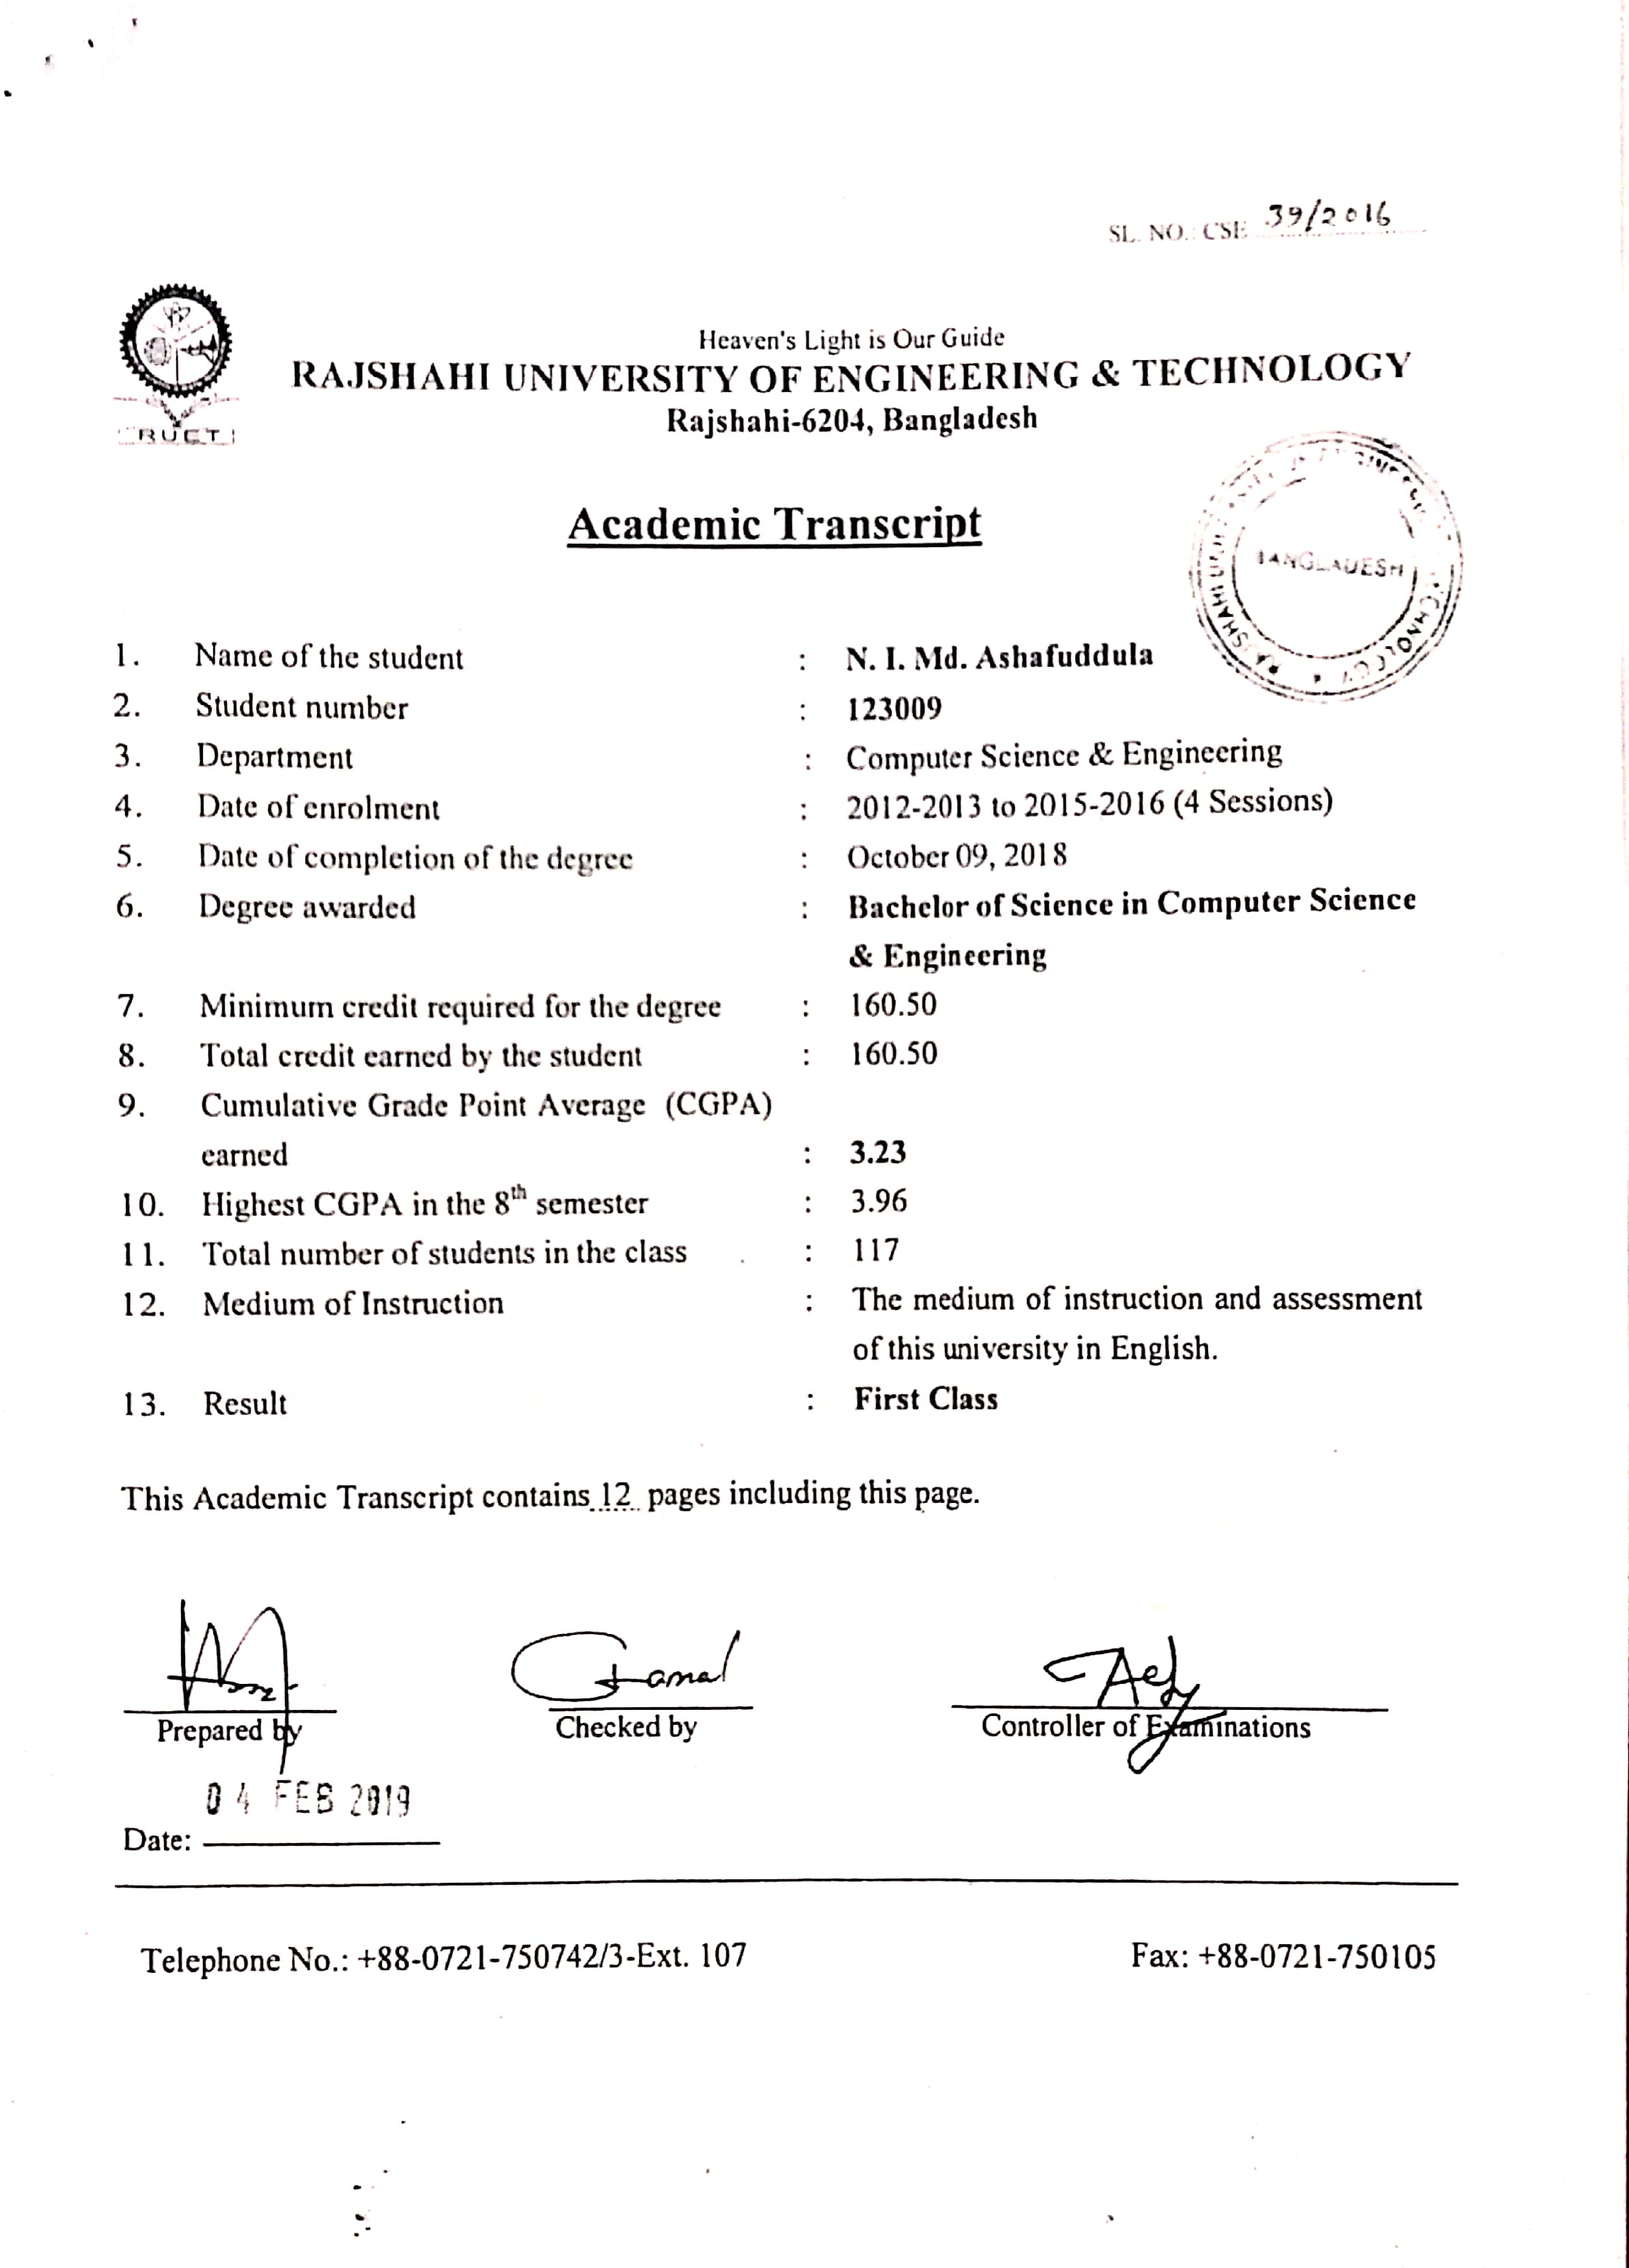 SL. NO.: CSE 39/2016
Heaven's Light is Our Guide
RAJSHAHI UNIVERSITY OF ENGINEERING & TECHNOLOGY
Rajshahi-6204, Bangladesh
RUET
Academic Transcript
BANGLADESH
1. Name of the student : N. I. Md. Ashafuddula
2. Student number : 123009
3. Department : Computer Science & Engineering
4. Date of enrolment : 2012-2013 to 2015-2016 (4 Sessions)
5. Date of completion of the degree : October 09, 2018
6. Degree awarded : Bachelor of Science in Computer Science
& Engineering
7. Minimum credit required for the degree : 160.50
8. Total credit earned by the student : 160.50
9. Cumulative Grade Point Average (CGPA)
earned : 3.23
10. Highest CGPA in the 8th semester : 3.96
11. Total number of students in the class : 117
12. Medium of Instruction : The medium of instruction and assessment
of this university in English.
13. Result : First Class
This Academic Transcript contains 12 pages including this page.
Prepared by Checked by Controller of Examinations
04 FEB 2019
Date:
Telephone No.: +88-0721-750742/3-Ext. 107 Fax: +88-0721-750105